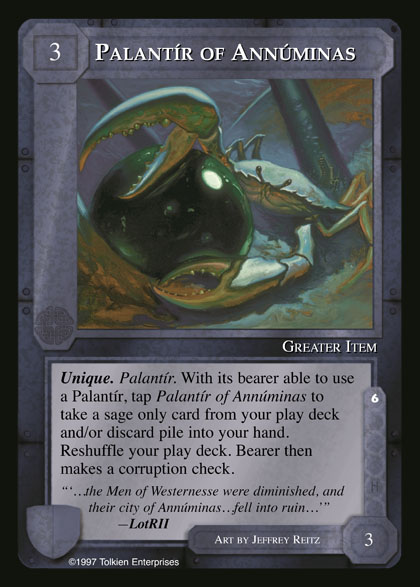 3
PALANTÍR OF ANNÚMINAS
GREATER ITEM
Unique. Palantír. With its bearer able to use
a Palantír, tap Palantír of Annúminas to
take a sage only card from your play deck
and/or discard pile into your hand.
Reshuffle your play deck. Bearer then
makes a corruption check.
6
“‘…the Men of Westernesse were diminished, and
their city of Annúminas…fell into ruin…’”
—LotRII
ART BY JEFFREY REITZ
3
©1997 Tolkien Enterprises